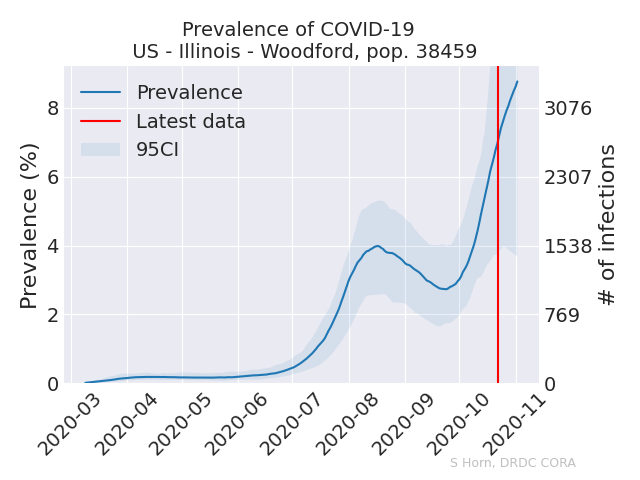 Prevalence of COVID-19
US - Illinois - Woodford, pop. 38459
Prevalence
Latest data
95CI
Prevalence (%)
8
6
4
2
0
3076
2307
1538
769
0
# of infections
2020-03
2020-04
2020-05
2020-06
2020-07
2020-08
2020-09
2020-10
2020-11
S Horn, DRDC CORA